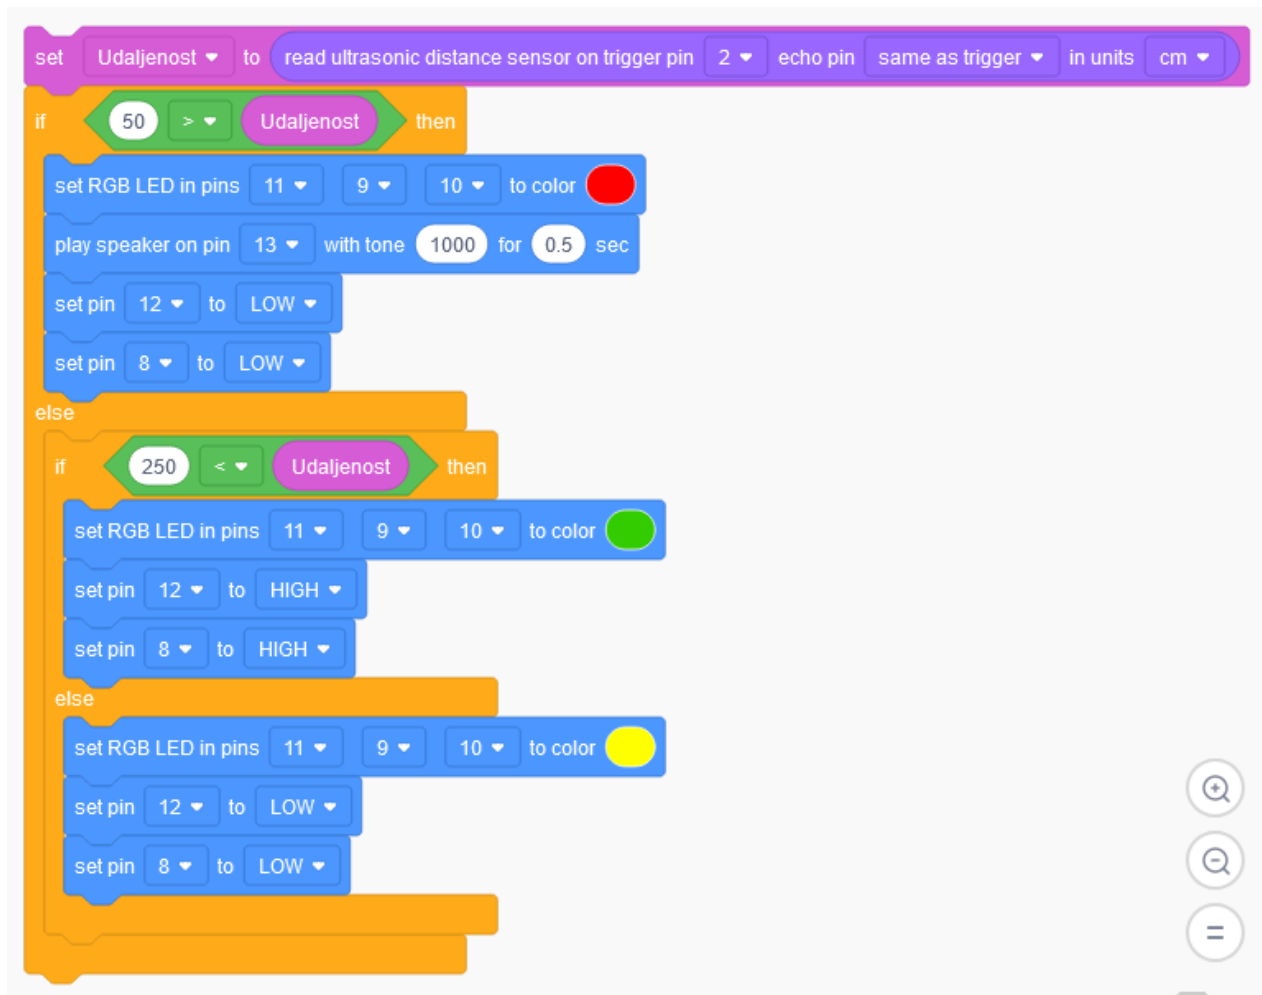 set Udaljenost to read ultrasonic distance sensor on trigger pin 2 echo pin same as trigger in units cm
if 50 > Udaljenost then
set RGB LED in pins 11 9 10 to color
play speaker on pin 13 with tone 1000 for 0.5 sec
set pin 12 to LOW
set pin 8 to LOW
else
if 250 < Udaljenost then
set RGB LED in pins 11 9 10 to color
set pin 12 to HIGH
set pin 8 to HIGH
else
set RGB LED in pins 11 9 10 to color
set pin 12 to LOW
set pin 8 to LOW